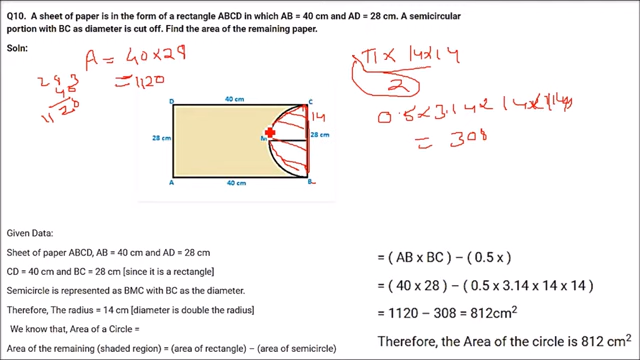 Q10. A sheet of paper is in the form of a rectangle ABCD in which AB = 40 cm and AD = 28 cm. A semicircular
portion with BC as diameter is cut off. Find the area of the remaining paper.
Soln:
A = 40×28
= 1120
π × 14×14
2
0.5×3.14×14×14
= 308
D
40 cm
C
14
28 cm
M
28 cm
A
40 cm
B
Given Data:
Sheet of paper ABCD, AB = 40 cm and AD = 28 cm
CD = 40 cm and BC = 28 cm [since it is a rectangle]
Semicircle is represented as BMC with BC as the diameter.
Therefore, The radius = 14 cm [diameter is double the radius]
We know that, Area of a Circle =
Area of the remaining (shaded region) = (area of rectangle) − (area of semicircle)
= ( AB x BC ) − ( 0.5 x )
= ( 40 x 28 ) − ( 0.5 x 3.14 x 14 x 14 )
= 1120 − 308 = 812cm²
Therefore, the Area of the circle is 812 cm²